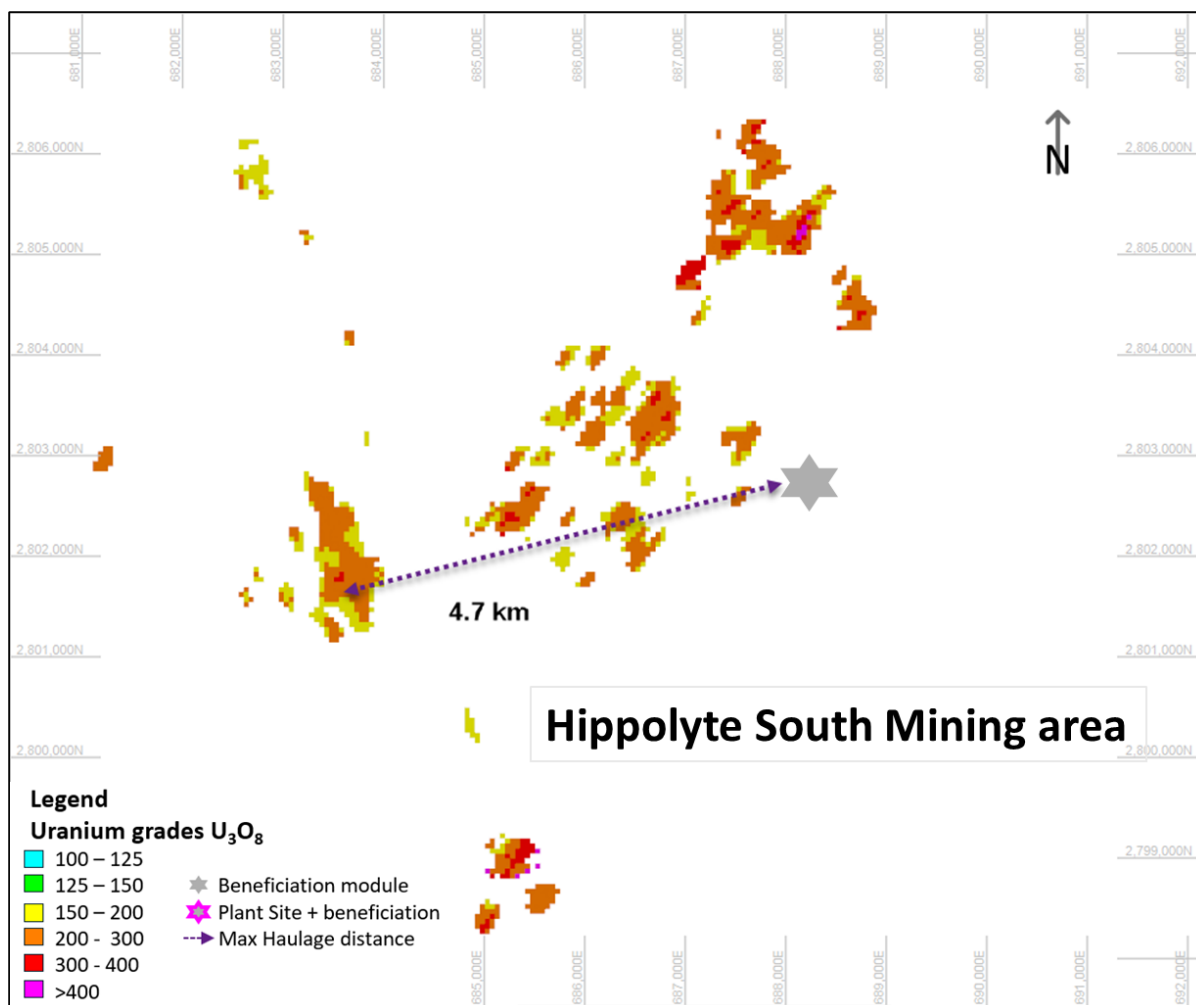 681,000E 682,000E 683,000E 684,000E 685,000E 686,000E 687,000E 688,000E 689,000E 690,000E 691,000E 692,000E
2,806,000N 2,806,000N
N
2,805,000N 2,805,000N
2,804,000N 2,804,000N
2,803,000N 2,803,000N
2,802,000N 2,802,000N
4.7 km
2,801,000N 2,801,000N
Hippolyte South Mining area
2,800,000N 2,800,000N
Legend
Uranium grades U₃O₈
2,799,000N
100 – 125
125 – 150 Beneficiation module
150 – 200 Plant Site + beneficiation
200 - 300 Max Haulage distance
300 - 400
>400
685,000E 686,000E 687,000E 688,000E 689,000E 690,000E 691,000E 692,000E